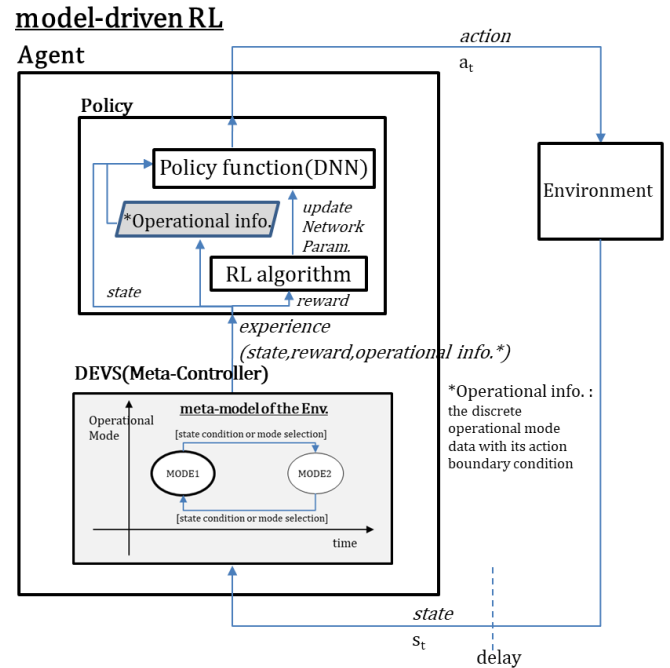 model-driven RL
Agent
action
aₜ
Policy
Policy function(DNN)
Environment
*Operational info.
update
Network
Param.
RL algorithm
state
reward
experience
(state,reward,operational info.*)
DEVS(Meta-Controller)
meta-model of the Env.
Operational
Mode
[state condition or mode selection]
MODE1
MODE2
[state condition or mode selection]
time
*Operational info. :
the discrete
operational mode
data with its action
boundary condition
state
sₜ
delay